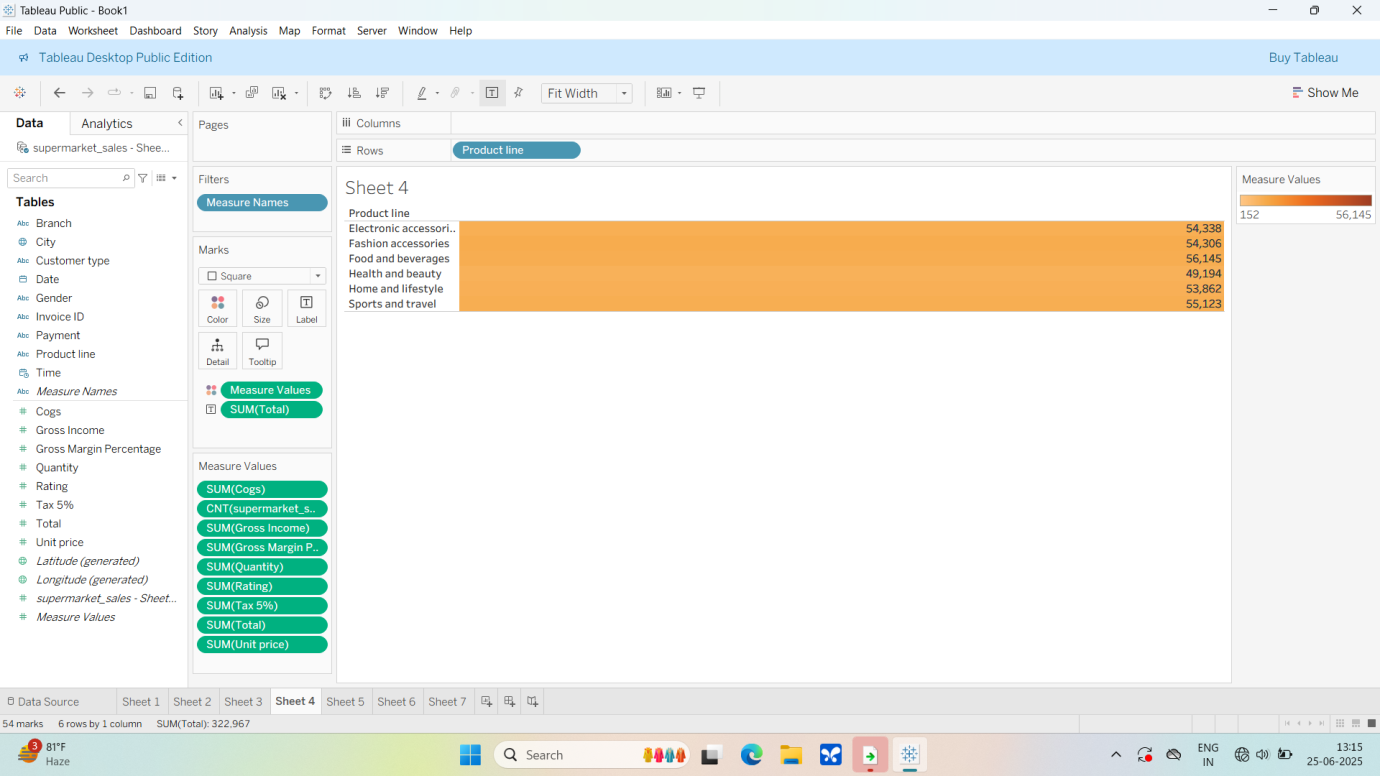 Tableau Public - Book1
File Data Worksheet Dashboard Story Analysis Map Format Server Window Help
Tableau Desktop Public Edition
Buy Tableau
Fit Width
Show Me
Data
Analytics
supermarket_sales - Shee...
Search
Tables
Abc Branch
City
Abc Customer type
Date
Abc Gender
Abc Invoice ID
Abc Payment
Abc Product line
Time
Abc Measure Names
# Cogs
# Gross Income
# Gross Margin Percentage
# Quantity
# Rating
# Tax 5%
# Total
# Unit price
Latitude (generated)
Longitude (generated)
# supermarket_sales - Sheet...
# Measure Values
Pages
Filters
Measure Names
Marks
Square
Color Size Label
Detail Tooltip
Measure Values
SUM(Total)
Measure Values
SUM(Cogs)
CNT(supermarket_s..
SUM(Gross Income)
SUM(Gross Margin P..
SUM(Quantity)
SUM(Rating)
SUM(Tax 5%)
SUM(Total)
SUM(Unit price)
Columns
Rows Product line
Sheet 4
Product line
Electronic accessori.. 54,338
Fashion accessories 54,306
Food and beverages 56,145
Health and beauty 49,194
Home and lifestyle 53,862
Sports and travel 55,123
Measure Values
152 56,145
Data Source Sheet 1 Sheet 2 Sheet 3 Sheet 4 Sheet 5 Sheet 6 Sheet 7
54 marks 6 rows by 1 column SUM(Total): 322,967
3
81°F
Haze
Search
ENG
IN
13:15
25-06-2025